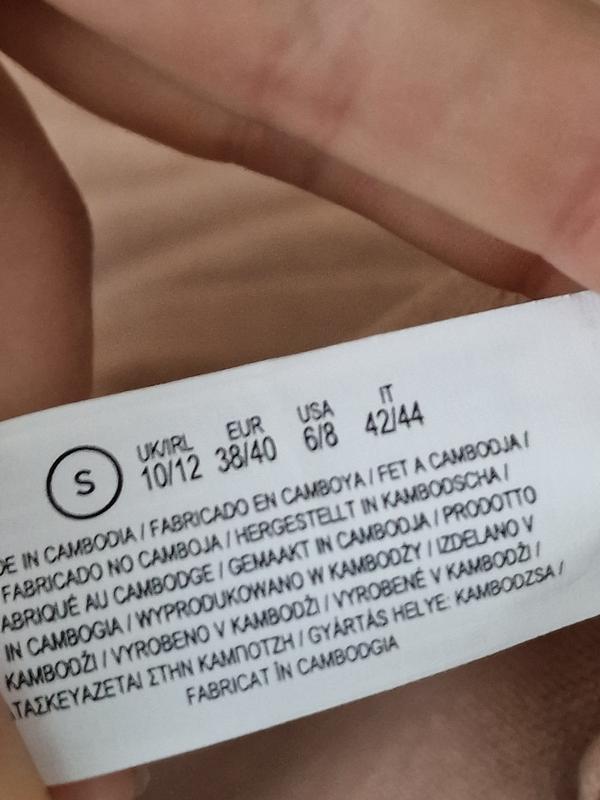 S
UK/IRL EUR USA IT
10/12 38/40 6/8 42/44
DE IN CAMBODIA / FABRICADO EN CAMBOYA / FET A CAMBODJA /
FABRICADO NO CAMBOJA / HERGESTELLT IN KAMBODSCHA /
ABRIQUÉ AU CAMBODGE / GEMAAKT IN CAMBODJA / PRODOTTO
IN CAMBOGIA / WYPRODUKOWANO W KAMBODŻY / IZDELANO V
KAMBODŽI / VYROBENO V KAMBODŽI / VYROBENÉ V KAMBODŽI /
ΑΤΑΣΚΕΥΑΖΕΤΑΙ ΣΤΗΝ ΚΑΜΠΟΤΖΗ / GYÁRTÁS HELYE: KAMBODZSA /
FABRICAT ÎN CAMBODGIA